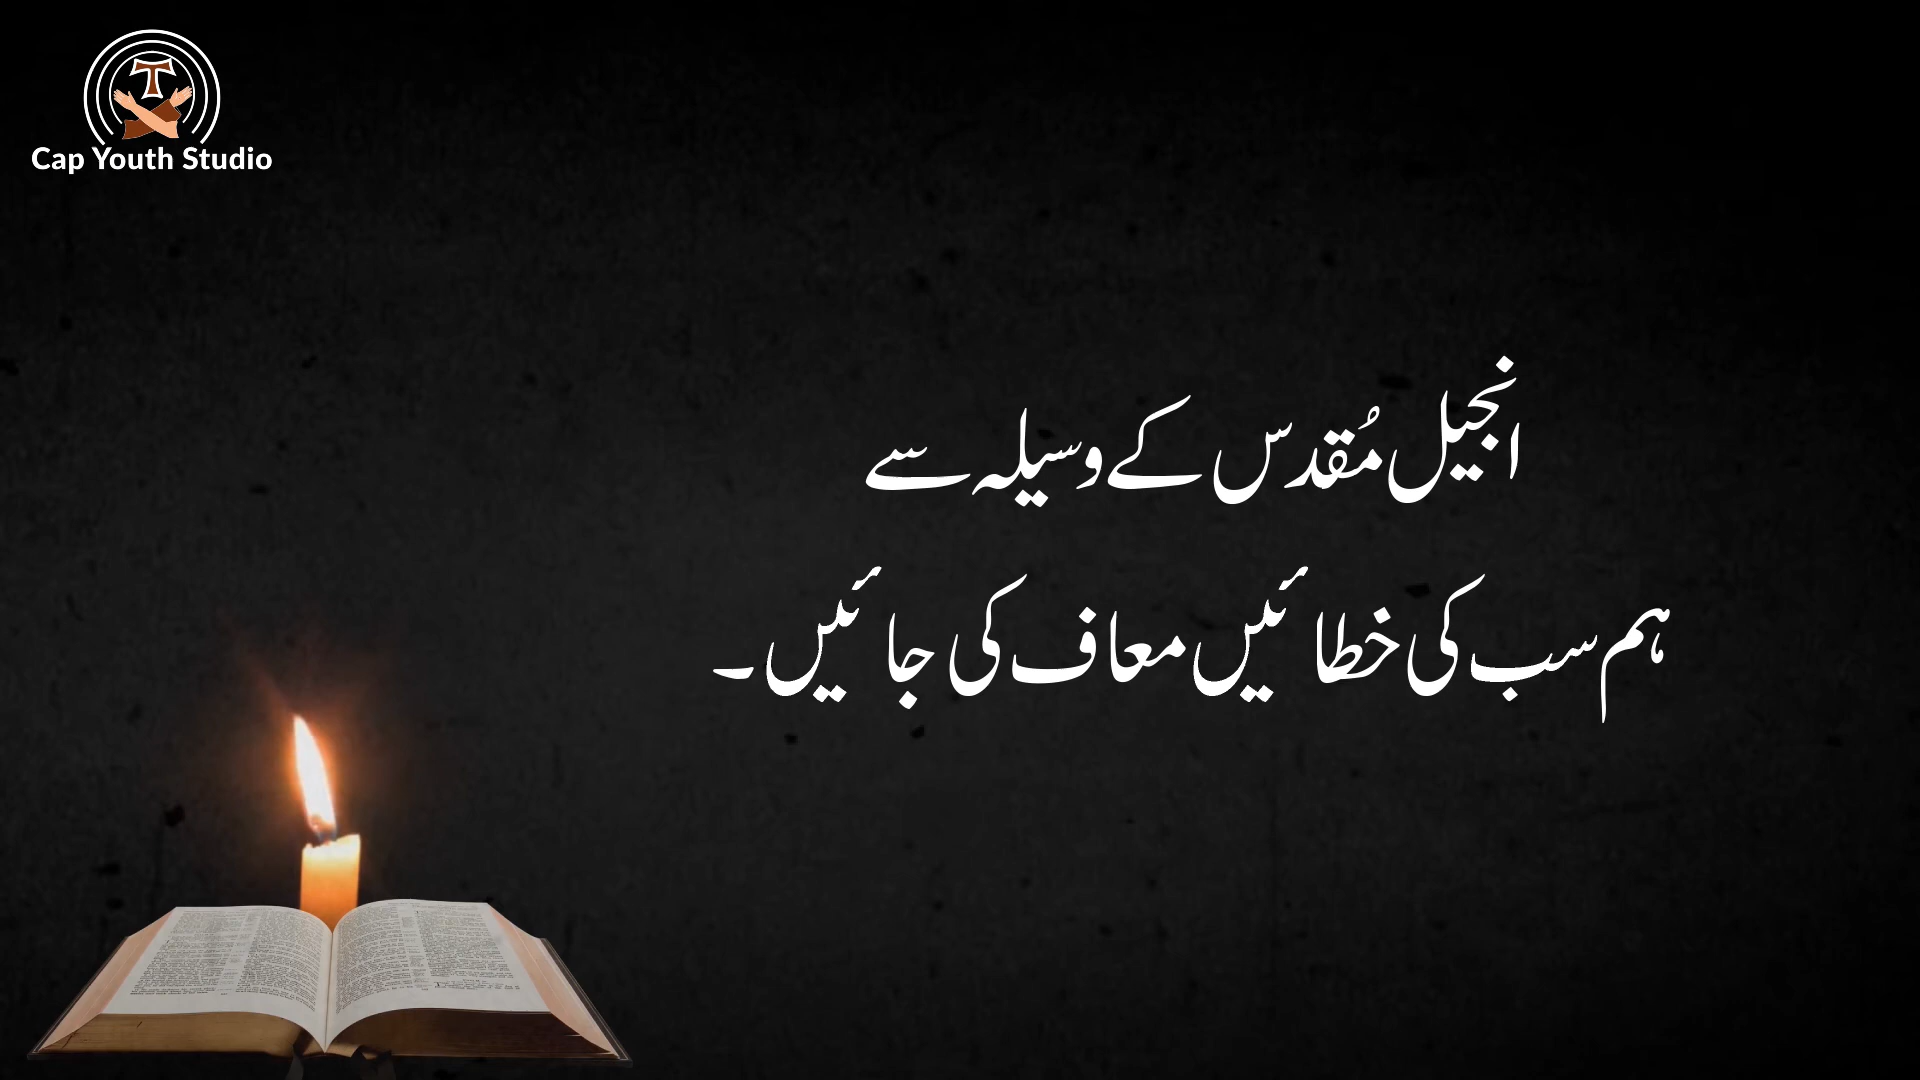 Cap Youth Studio
انجیل مُقدس کے وسیلہ سے
ہم سب کی خطائیں معاف کی جائیں۔